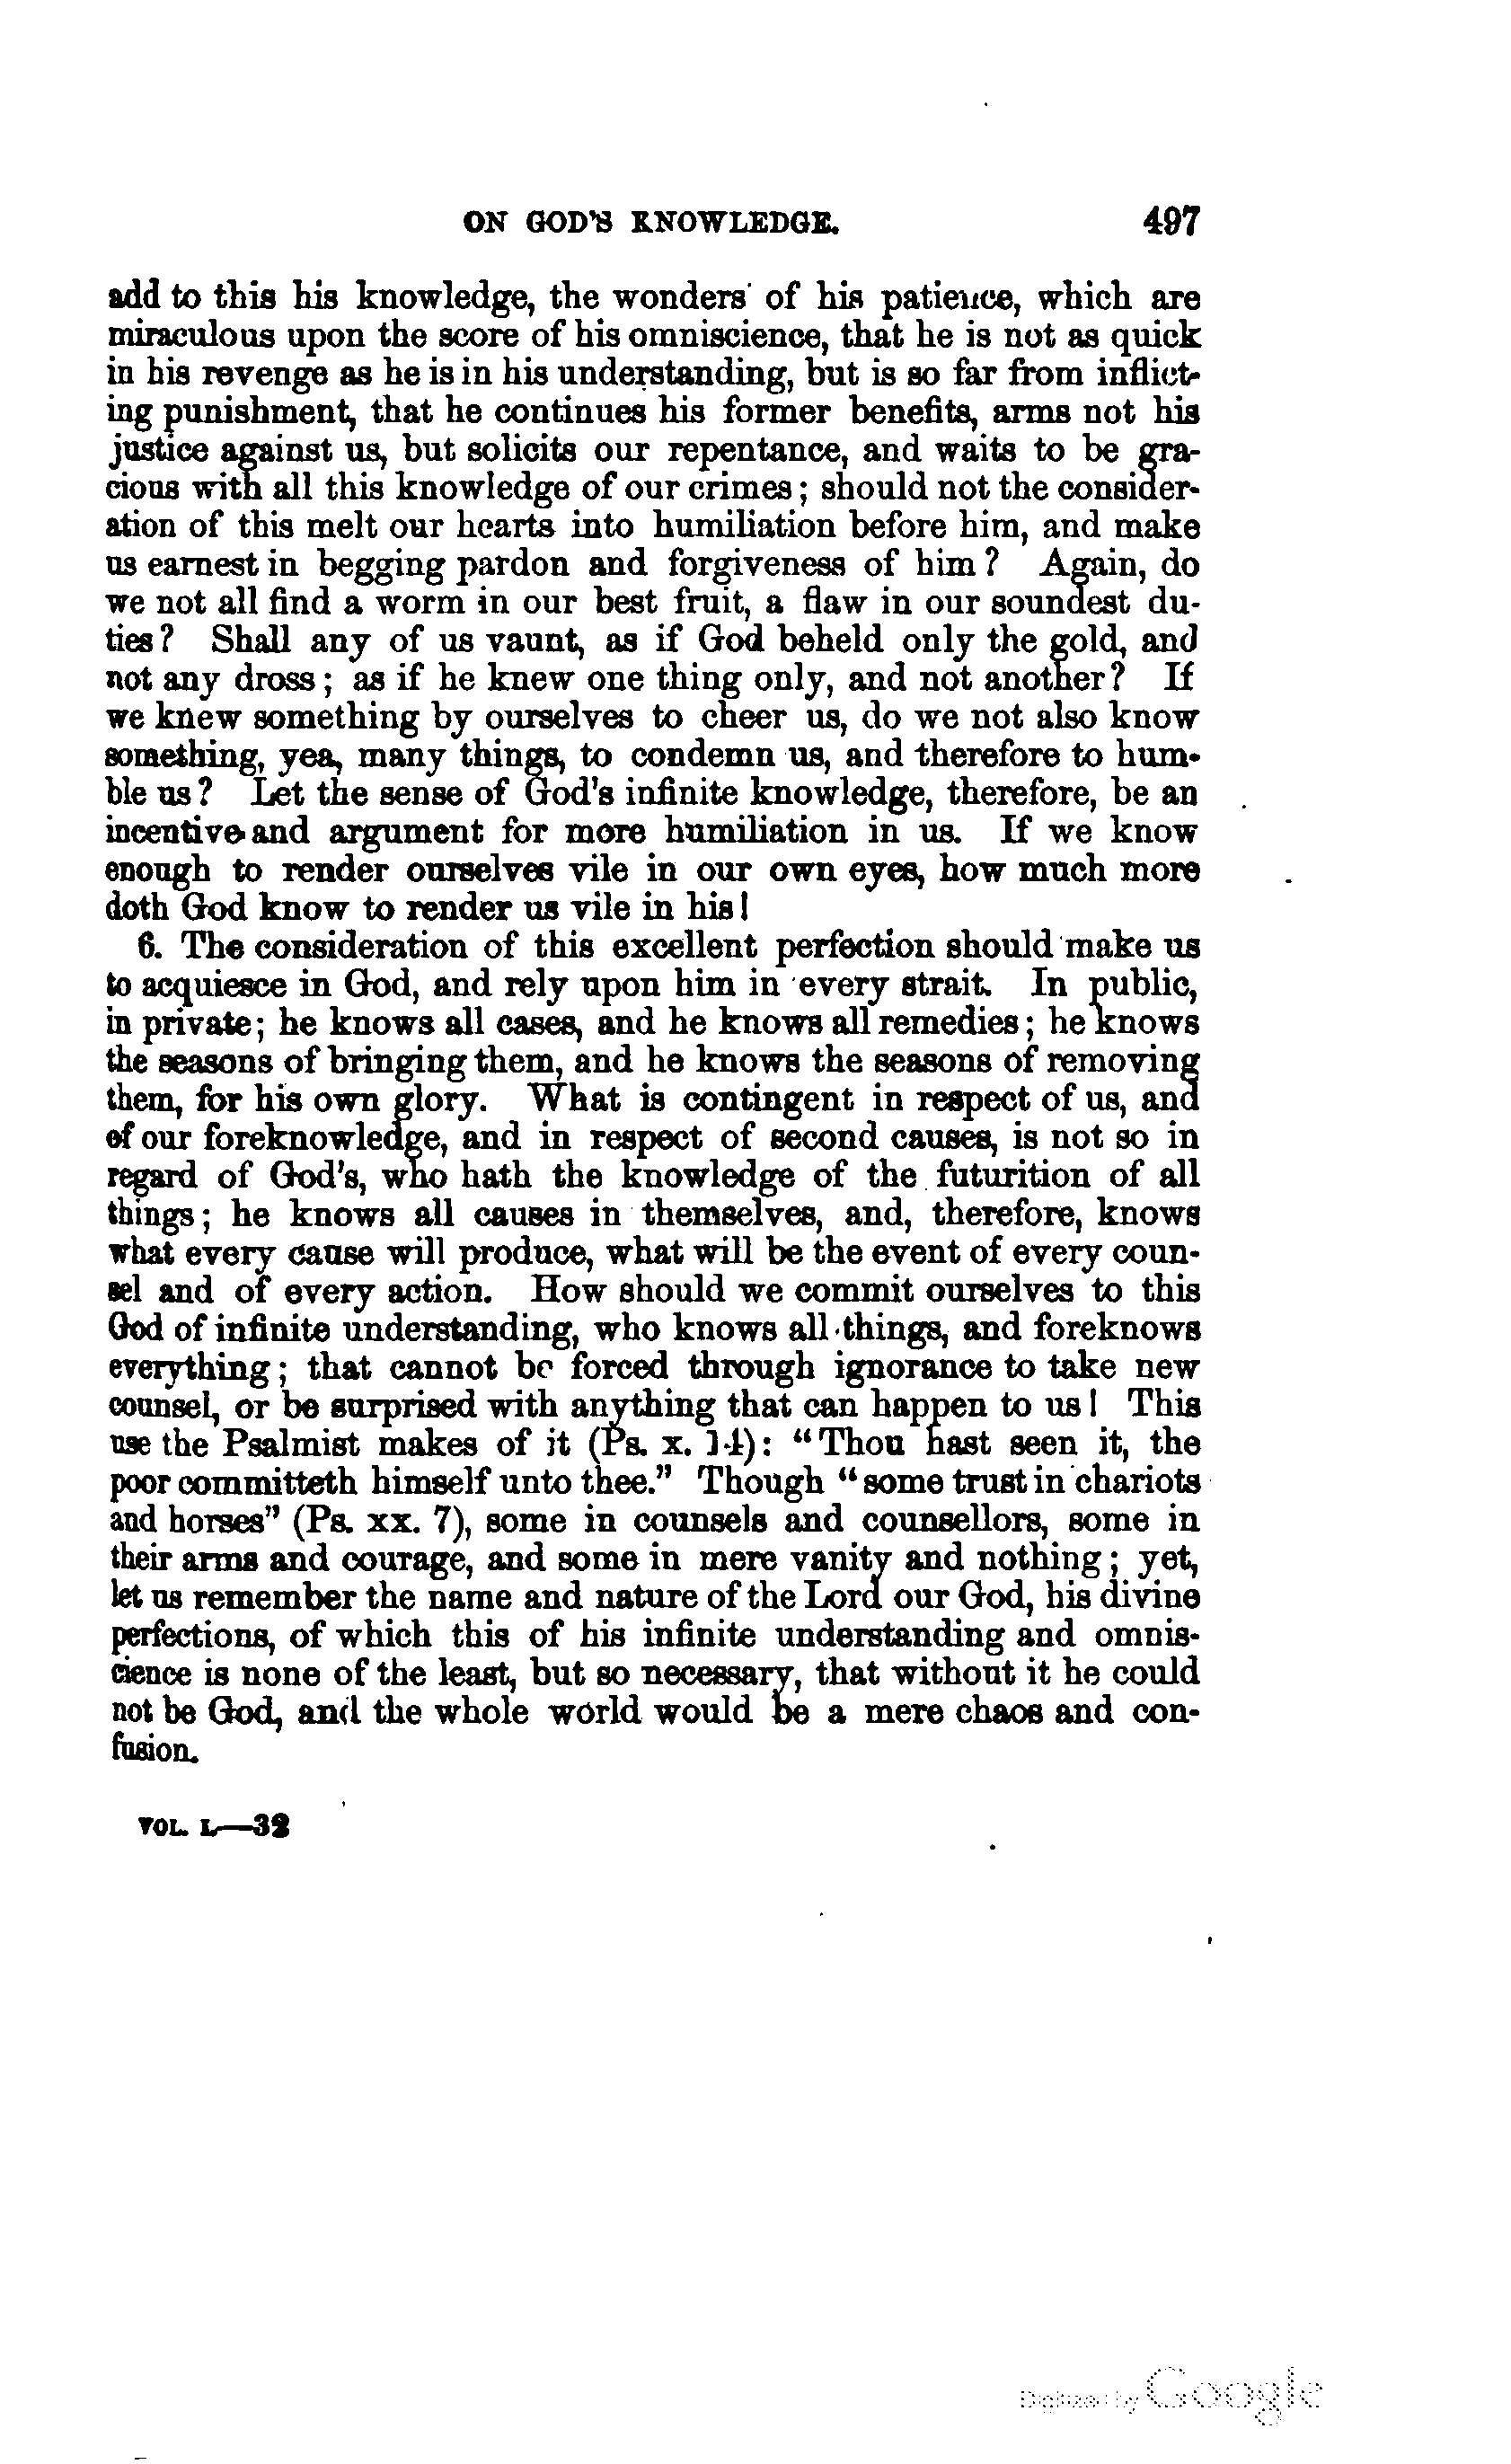 ON GOD'S KNOWLEDGE. 497
add to this his knowledge, the wonders of his patience, which are
miraculous upon the score of his omniscience, that he is not as quick
in his revenge as he is in his understanding, but is so far from inflict-
ing punishment, that he continues his former benefits, arms not his
justice against us, but solicits our repentance, and waits to be gra-
cious with all this knowledge of our crimes; should not the consider-
ation of this melt our hearts into humiliation before him, and make
us earnest in begging pardon and forgiveness of him? Again, do
we not all find a worm in our best fruit, a flaw in our soundest du-
ties? Shall any of us vaunt, as if God beheld only the gold, and
not any dross; as if he knew one thing only, and not another? If
we knew something by ourselves to cheer us, do we not also know
something, yea, many things, to condemn us, and therefore to hum-
ble us? Let the sense of God's infinite knowledge, therefore, be an
incentive and argument for more humiliation in us. If we know
enough to render ourselves vile in our own eyes, how much more
doth God know to render us vile in his!
6. The consideration of this excellent perfection should make us
to acquiesce in God, and rely upon him in every strait. In public,
in private; he knows all cases, and he knows all remedies; he knows
the seasons of bringing them, and he knows the seasons of removing
them, for his own glory. What is contingent in respect of us, and
of our foreknowledge, and in respect of second causes, is not so in
regard of God's, who hath the knowledge of the futurition of all
things; he knows all causes in themselves, and, therefore, knows
what every cause will produce, what will be the event of every coun-
sel and of every action. How should we commit ourselves to this
God of infinite understanding, who knows all things, and foreknows
everything; that cannot be forced through ignorance to take new
counsel, or be surprised with anything that can happen to us! This
use the Psalmist makes of it (Ps. x. 14): "Thou hast seen it, the
poor committeth himself unto thee." Though "some trust in chariots
and horses" (Ps. xx. 7), some in counsels and counsellors, some in
their arms and courage, and some in mere vanity and nothing; yet,
let us remember the name and nature of the Lord our God, his divine
perfections, of which this of his infinite understanding and omnis-
cience is none of the least, but so necessary, that without it he could
not be God, and the whole world would be a mere chaos and con-
fusion.
VOL. I.—32
Digitized by Google